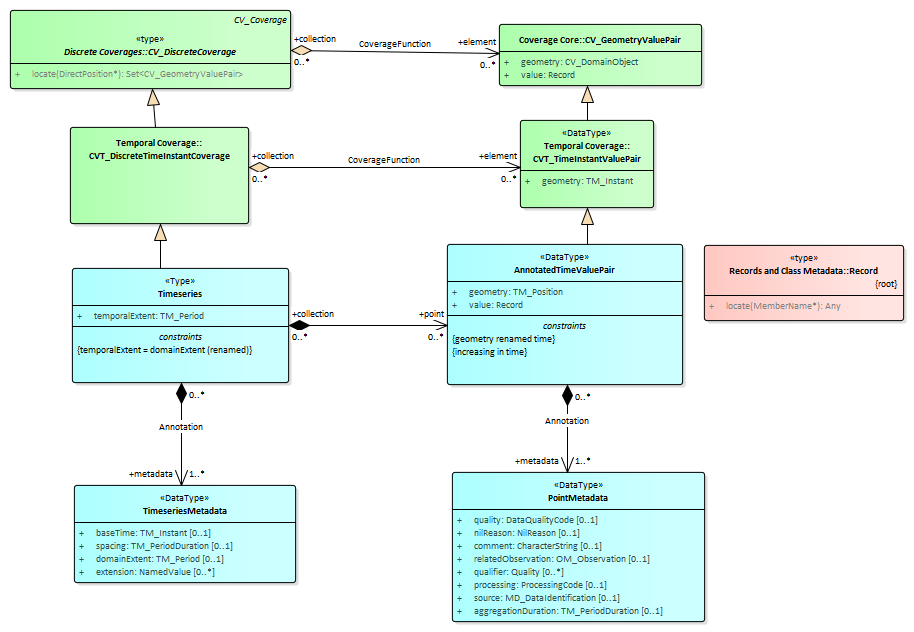 CV_Coverage
«type»
Discrete Coverages::CV_DiscreteCoverage
+ locate(DirectPosition*): Set<CV_GeometryValuePair>
+collection
0..*
CoverageFunction
+element
0..*
Coverage Core::CV_GeometryValuePair
+ geometry: CV_DomainObject
+ value: Record
Temporal Coverage::
CVT_DiscreteTimeInstantCoverage
+collection
0..*
CoverageFunction
+element
0..*
«DataType»
Temporal Coverage::
CVT_TimeInstantValuePair
+ geometry: TM_Instant
«Type»
Timeseries
+ temporalExtent: TM_Period
constraints
{temporalExtent = domainExtent (renamed)}
+collection
0..*
+point
0..*
«DataType»
AnnotatedTimeValuePair
+ geometry: TM_Position
+ value: Record
constraints
{geometry renamed time}
{increasing in time}
«type»
Records and Class Metadata::Record
{root}
+ locate(MemberName*): Any
0..*
Annotation
+metadata
1..*
0..*
Annotation
+metadata
1..*
«DataType»
TimeseriesMetadata
+ baseTime: TM_Instant [0..1]
+ spacing: TM_PeriodDuration [0..1]
+ domainExtent: TM_Period [0..1]
+ extension: NamedValue [0..*]
«DataType»
PointMetadata
+ quality: DataQualityCode [0..1]
+ nilReason: NilReason [0..1]
+ comment: CharacterString [0..1]
+ relatedObservation: OM_Observation [0..1]
+ qualifier: Quality [0..*]
+ processing: ProcessingCode [0..1]
+ source: MD_DataIdentification [0..1]
+ aggregationDuration: TM_PeriodDuration [0..1]